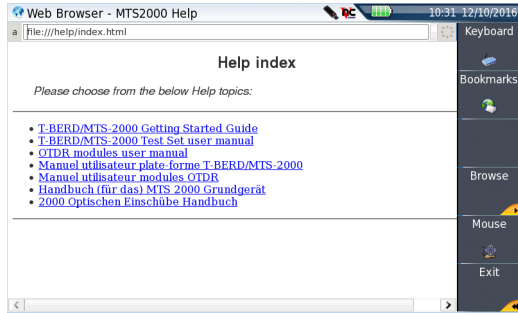 Web Browser - MTS2000 Help
10:31 12/10/2016
a file:///help/index.html
Keyboard
Help index
Please choose from the below Help topics:
Bookmarks
• T-BERD/MTS-2000 Getting Started Guide
• T-BERD/MTS-2000 Test Set user manual
• OTDR modules user manual
• Manuel utilisateur plate-forme T-BERD/MTS-2000
• Manuel utilisateur modules OTDR
• Handbuch (für das) MTS 2000 Grundgerät
• 2000 Optischen Einschübe Handbuch
Browse
Mouse
Exit